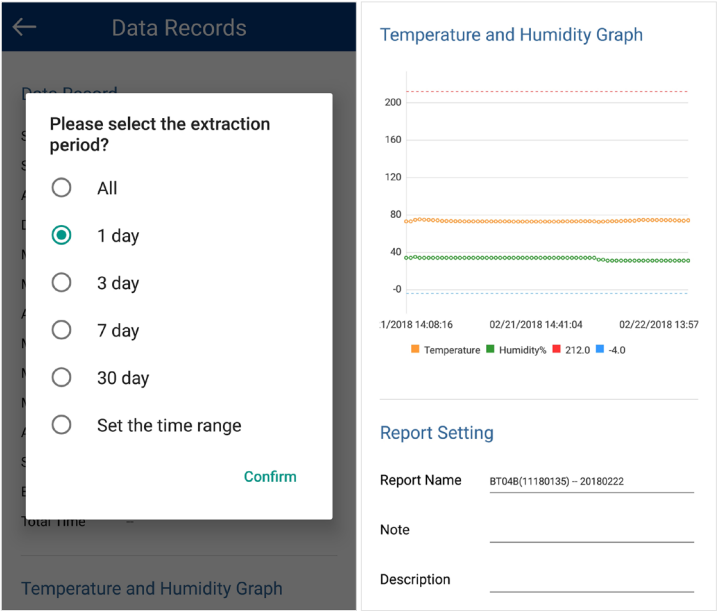 Data Records
Data Record
Please select the extraction
period?
All
1 day
3 day
7 day
30 day
Set the time range
Confirm
Total Time --
Temperature and Humidity Graph
Temperature and Humidity Graph
200
160
120
80
40
-0
1/2018 14:08:16 02/21/2018 14:41:04 02/22/2018 13:57
Temperature Humidity% 212.0 -4.0
Report Setting
Report Name BT04B(11180135) -- 20180222
Note
Description